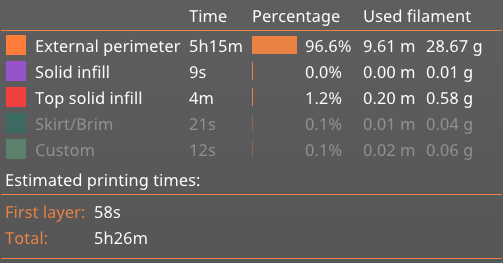 Time Percentage Used filament
External perimeter 5h15m 96.6% 9.61 m 28.67 g
Solid infill 9s 0.0% 0.00 m 0.01 g
Top solid infill 4m 1.2% 0.20 m 0.58 g
Skirt/Brim 21s 0.1% 0.01 m 0.04 g
Custom 12s 0.1% 0.02 m 0.06 g
Estimated printing times:
First layer: 58s
Total: 5h26m